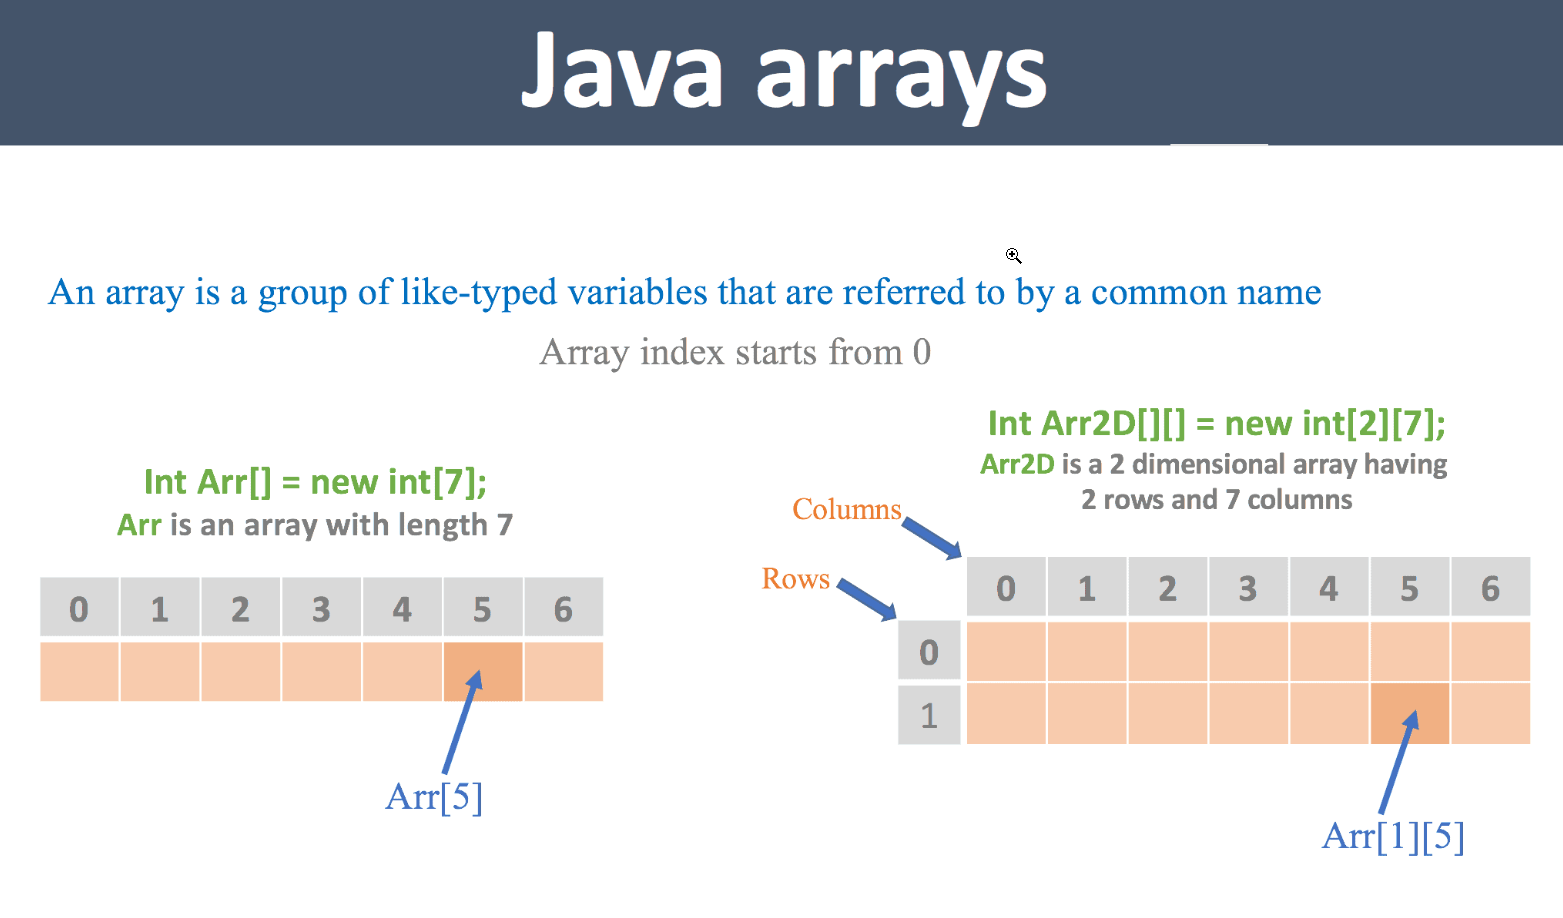 Java arrays
An array is a group of like-typed variables that are referred to by a common name
Array index starts from 0
Int Arr[] = new int[7];
Arr is an array with length 7
0 1 2 3 4 5 6
Arr[5]
Int Arr2D[][] = new int[2][7];
Arr2D is a 2 dimensional array having
2 rows and 7 columns
Columns
Rows
0 1 2 3 4 5 6
0
1
Arr[1][5]